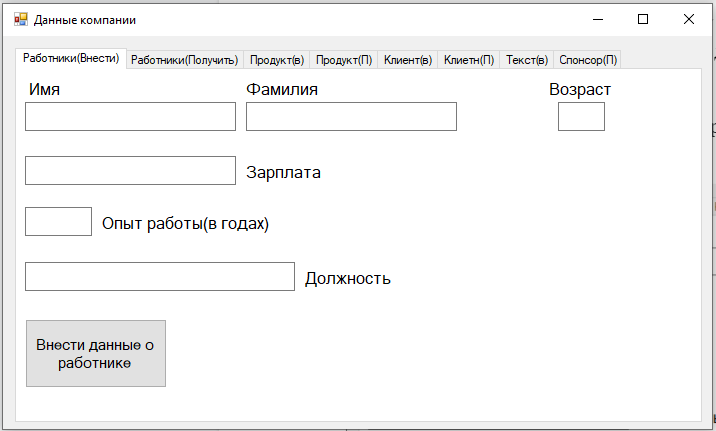 Данные компании
Работники(Внести) Работники(Получить) Продукт(в) Продукт(П) Клиент(в) Клиетн(П) Текст(в) Спонсор(П)
Имя Фамилия Возраст
Зарплата
Опыт работы(в годах)
Должность
Внести данные о
работнике